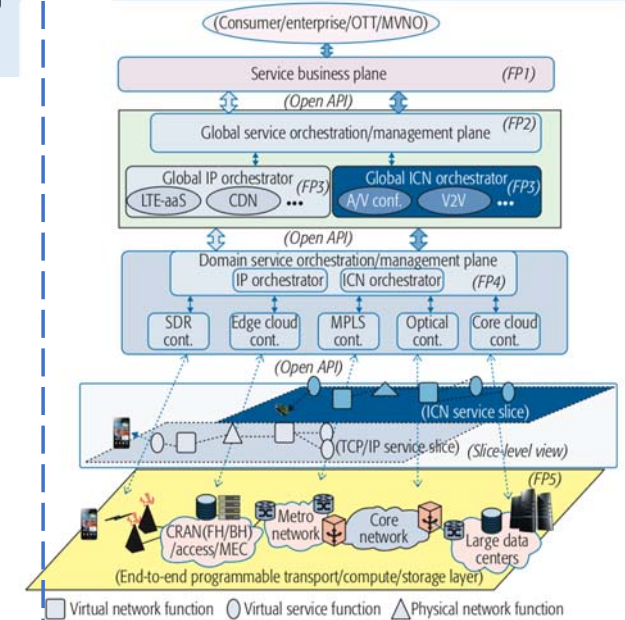 (Consumer/enterprise/OTT/MVNO)
Service business plane
(FP1)
(Open API)
Global service orchestration/management plane
(FP2)
Global IP orchestrator
(FP3)
LTE-aaS
CDN
•••
Global ICN orchestrator
(FP3)
A/V conf.
V2V
•••
(Open API)
Domain service orchestration/management plane
IP orchestrator
ICN orchestrator
(FP4)
SDR
cont.
Edge cloud
cont.
MPLS
cont.
Optical
cont.
Core cloud
cont.
(Open API)
(ICN service slice)
(TCP/IP service slice)
(Slice-level view)
(FP5)
CRAN(FH/BH)
/access/MEC
Metro
network
Core
network
Large data
centers
(End-to-end programmable transport/compute/storage layer)
Virtual network function
Virtual service function
Physical network function